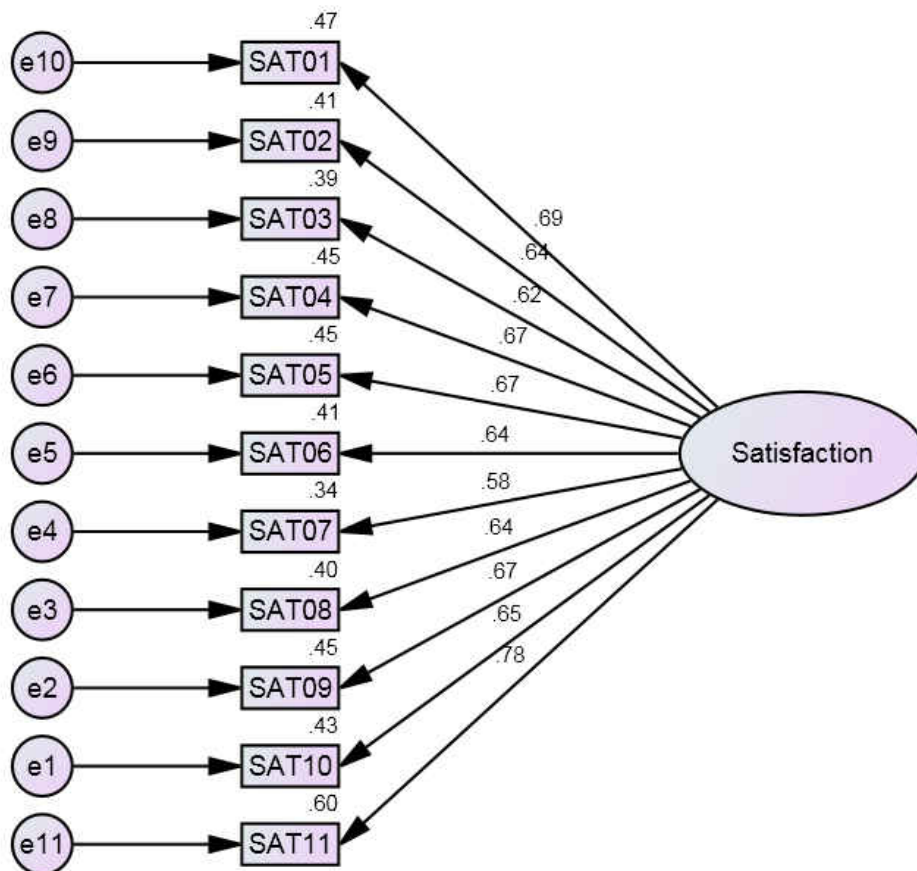 .47
e10
SAT01
.41
e9
SAT02
.39
e8
SAT03
.69
.45
.64
e7
SAT04
.62
.45
.67
e6
SAT05
.67
.41
e5
SAT06
.64
Satisfaction
.34
.58
e4
SAT07
.64
.40
.67
e3
SAT08
.65
.45
.78
e2
SAT09
.43
e1
SAT10
.60
e11
SAT11